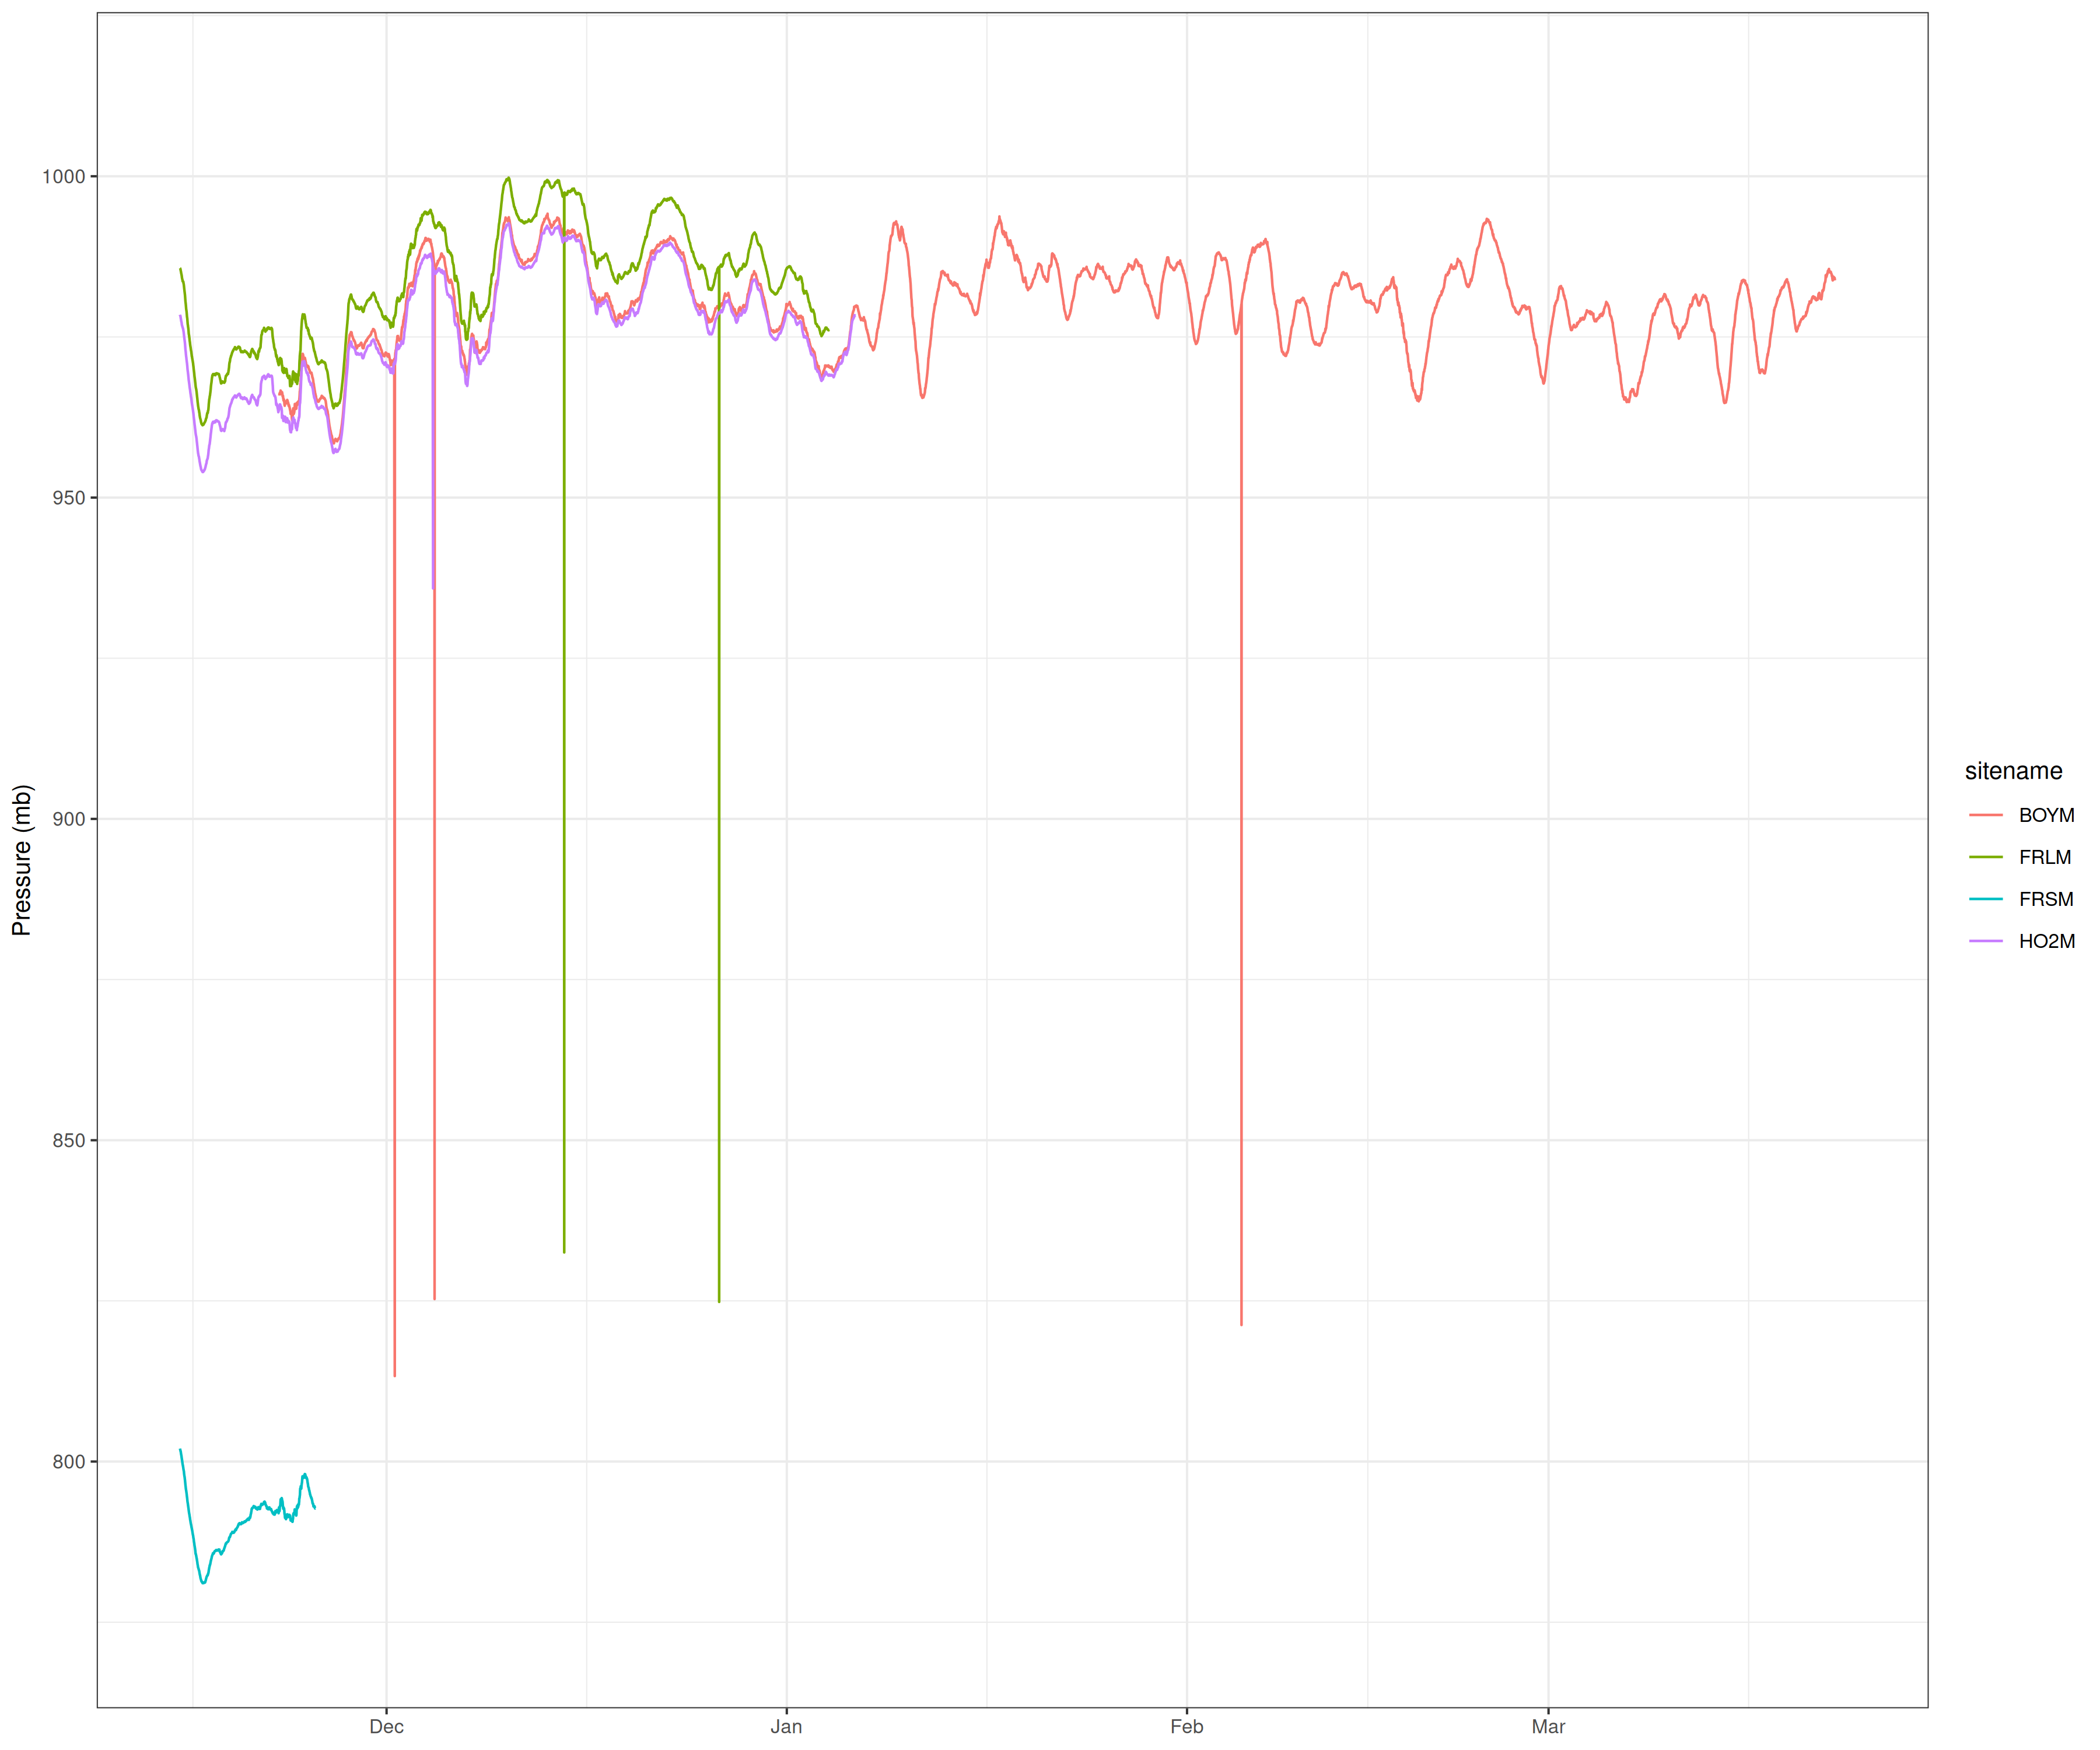 1000
950
900
850
800
Pressure (mb)
Dec
Jan
Feb
Mar
sitename
BOYM
FRLM
FRSM
HO2M